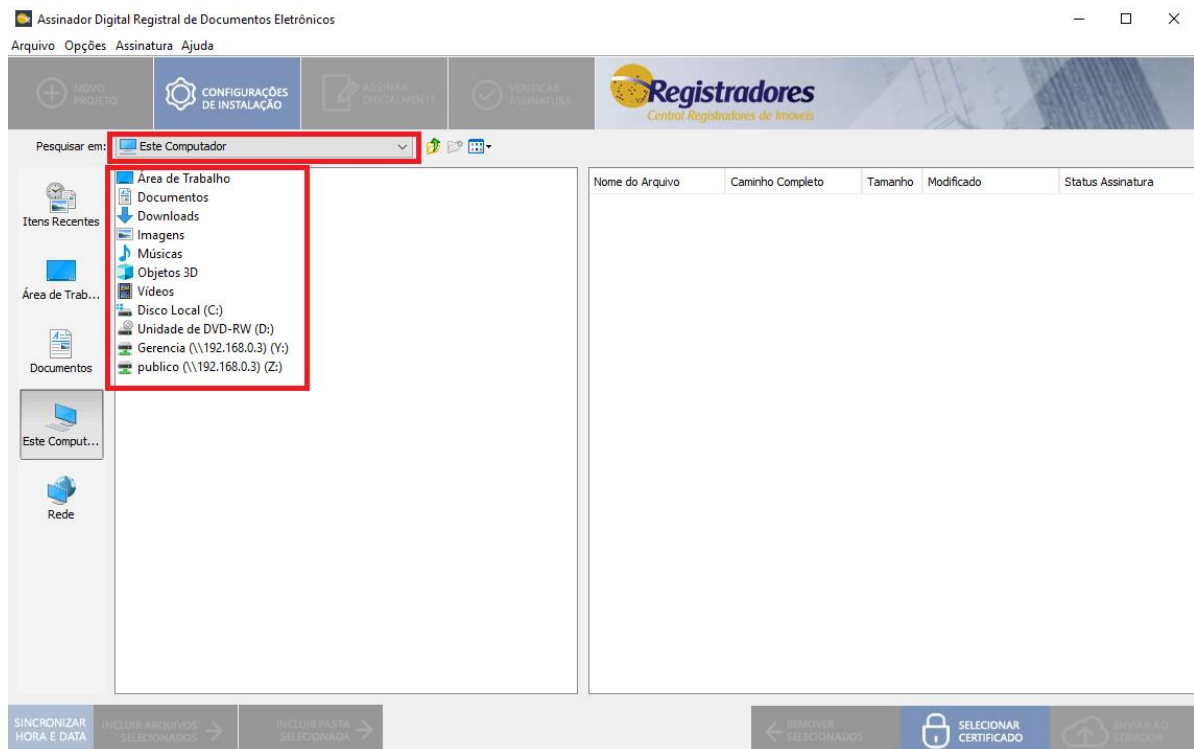 Assinador Digital Registral de Documentos Eletrônicos
Arquivo Opções Assinatura Ajuda
NOVO
PROJETO
CONFIGURAÇÕES
DE INSTALAÇÃO
ASSINAR
DIGITALMENTE
VERIFICAR
ASSINATURA
Registradores
Central Registradores de Imóveis
Pesquisar em:
Este Computador
Itens Recentes
Área de Trab...
Documentos
Este Comput...
Rede
Área de Trabalho
Documentos
Downloads
Imagens
Músicas
Objetos 3D
Vídeos
Disco Local (C:)
Unidade de DVD-RW (D:)
Gerencia (\\192.168.0.3) (Y:)
publico (\\192.168.0.3) (Z:)
Nome do Arquivo Caminho Completo Tamanho Modificado Status Assinatura
SINCRONIZAR
HORA E DATA
INCLUIR ARQUIVOS
SELECIONADOS
INCLUIR PASTA
SELECIONADA
REMOVER
SELECIONADOS
SELECIONAR
CERTIFICADO
ENVIAR AO
SERVIDOR